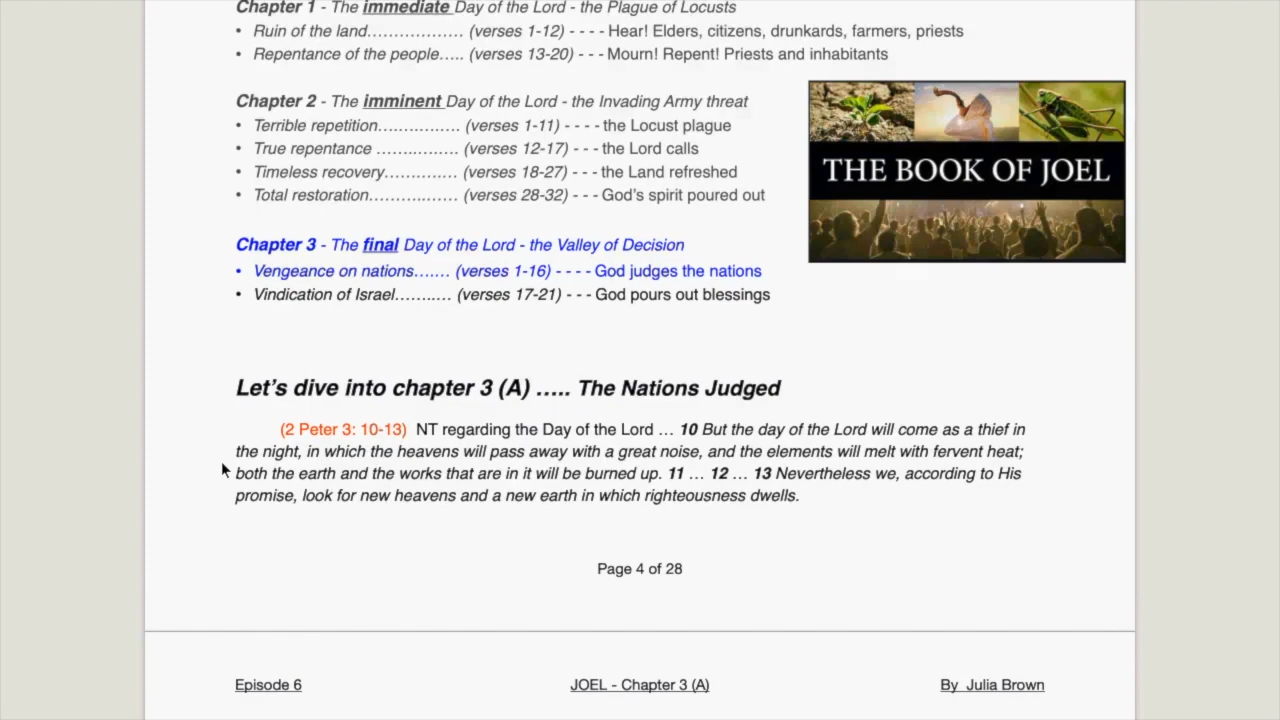 Chapter 1 - The immediate Day of the Lord - the Plague of Locusts
• Ruin of the land……………… (verses 1-12) - - - - Hear! Elders, citizens, drunkards, farmers, priests
• Repentance of the people….. (verses 13-20) - - - Mourn! Repent! Priests and inhabitants
Chapter 2 - The imminent Day of the Lord - the Invading Army threat
• Terrible repetition…………… (verses 1-11) - - - - the Locust plague
• True repentance …………… (verses 12-17) - - - the Lord calls
• Timeless recovery………….. (verses 18-27) - - - the Land refreshed
• Total restoration……………. (verses 28-32) - - - God's spirit poured out
THE BOOK OF JOEL
Chapter 3 - The final Day of the Lord - the Valley of Decision
• Vengeance on nations……. (verses 1-16) - - - - God judges the nations
• Vindication of Israel……….. (verses 17-21) - - - God pours out blessings
Let's dive into chapter 3 (A) ….. The Nations Judged
(2 Peter 3: 10-13) NT regarding the Day of the Lord … 10 But the day of the Lord will come as a thief in
the night, in which the heavens will pass away with a great noise, and the elements will melt with fervent heat;
both the earth and the works that are in it will be burned up. 11 … 12 … 13 Nevertheless we, according to His
promise, look for new heavens and a new earth in which righteousness dwells.
Page 4 of 28
Episode 6 JOEL - Chapter 3 (A) By Julia Brown